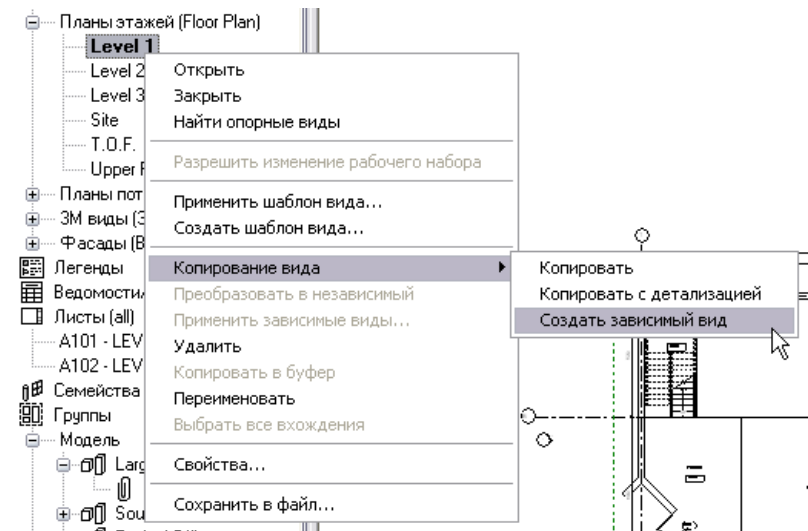 Планы этажей (Floor Plan)
Level 1
Level 2
Level 3
Site
T.O.F.
Upper
Планы пот
3М виды (З
Фасады (В
Легенды
Ведомости
Листы (all)
A101 - LEV
A102 - LEV
Семейства
Группы
Модель
Larg
Sou
Открыть
Закрыть
Найти опорные виды
Разрешить изменение рабочего набора
Применить шаблон вида...
Создать шаблон вида...
Копирование вида
Преобразовать в независимый
Применить зависимые виды...
Удалить
Копировать в буфер
Переименовать
Выбрать все вхождения
Свойства...
Сохранить в файл...
Копировать
Копировать с детализацией
Создать зависимый вид